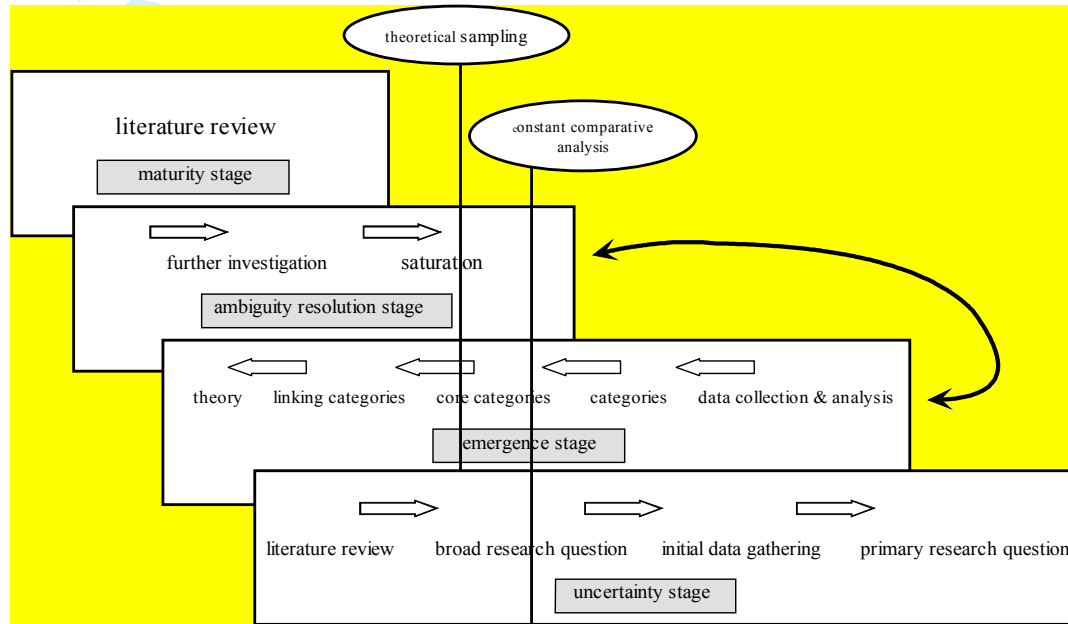 theoretical sampling
constant comparative
analysis
literature review
maturity stage
further investigation
saturation
ambiguity resolution stage
theory
linking categories
core categories
categories
data collection & analysis
emergence stage
literature review
broad research question
initial data gathering
primary research question
uncertainty stage